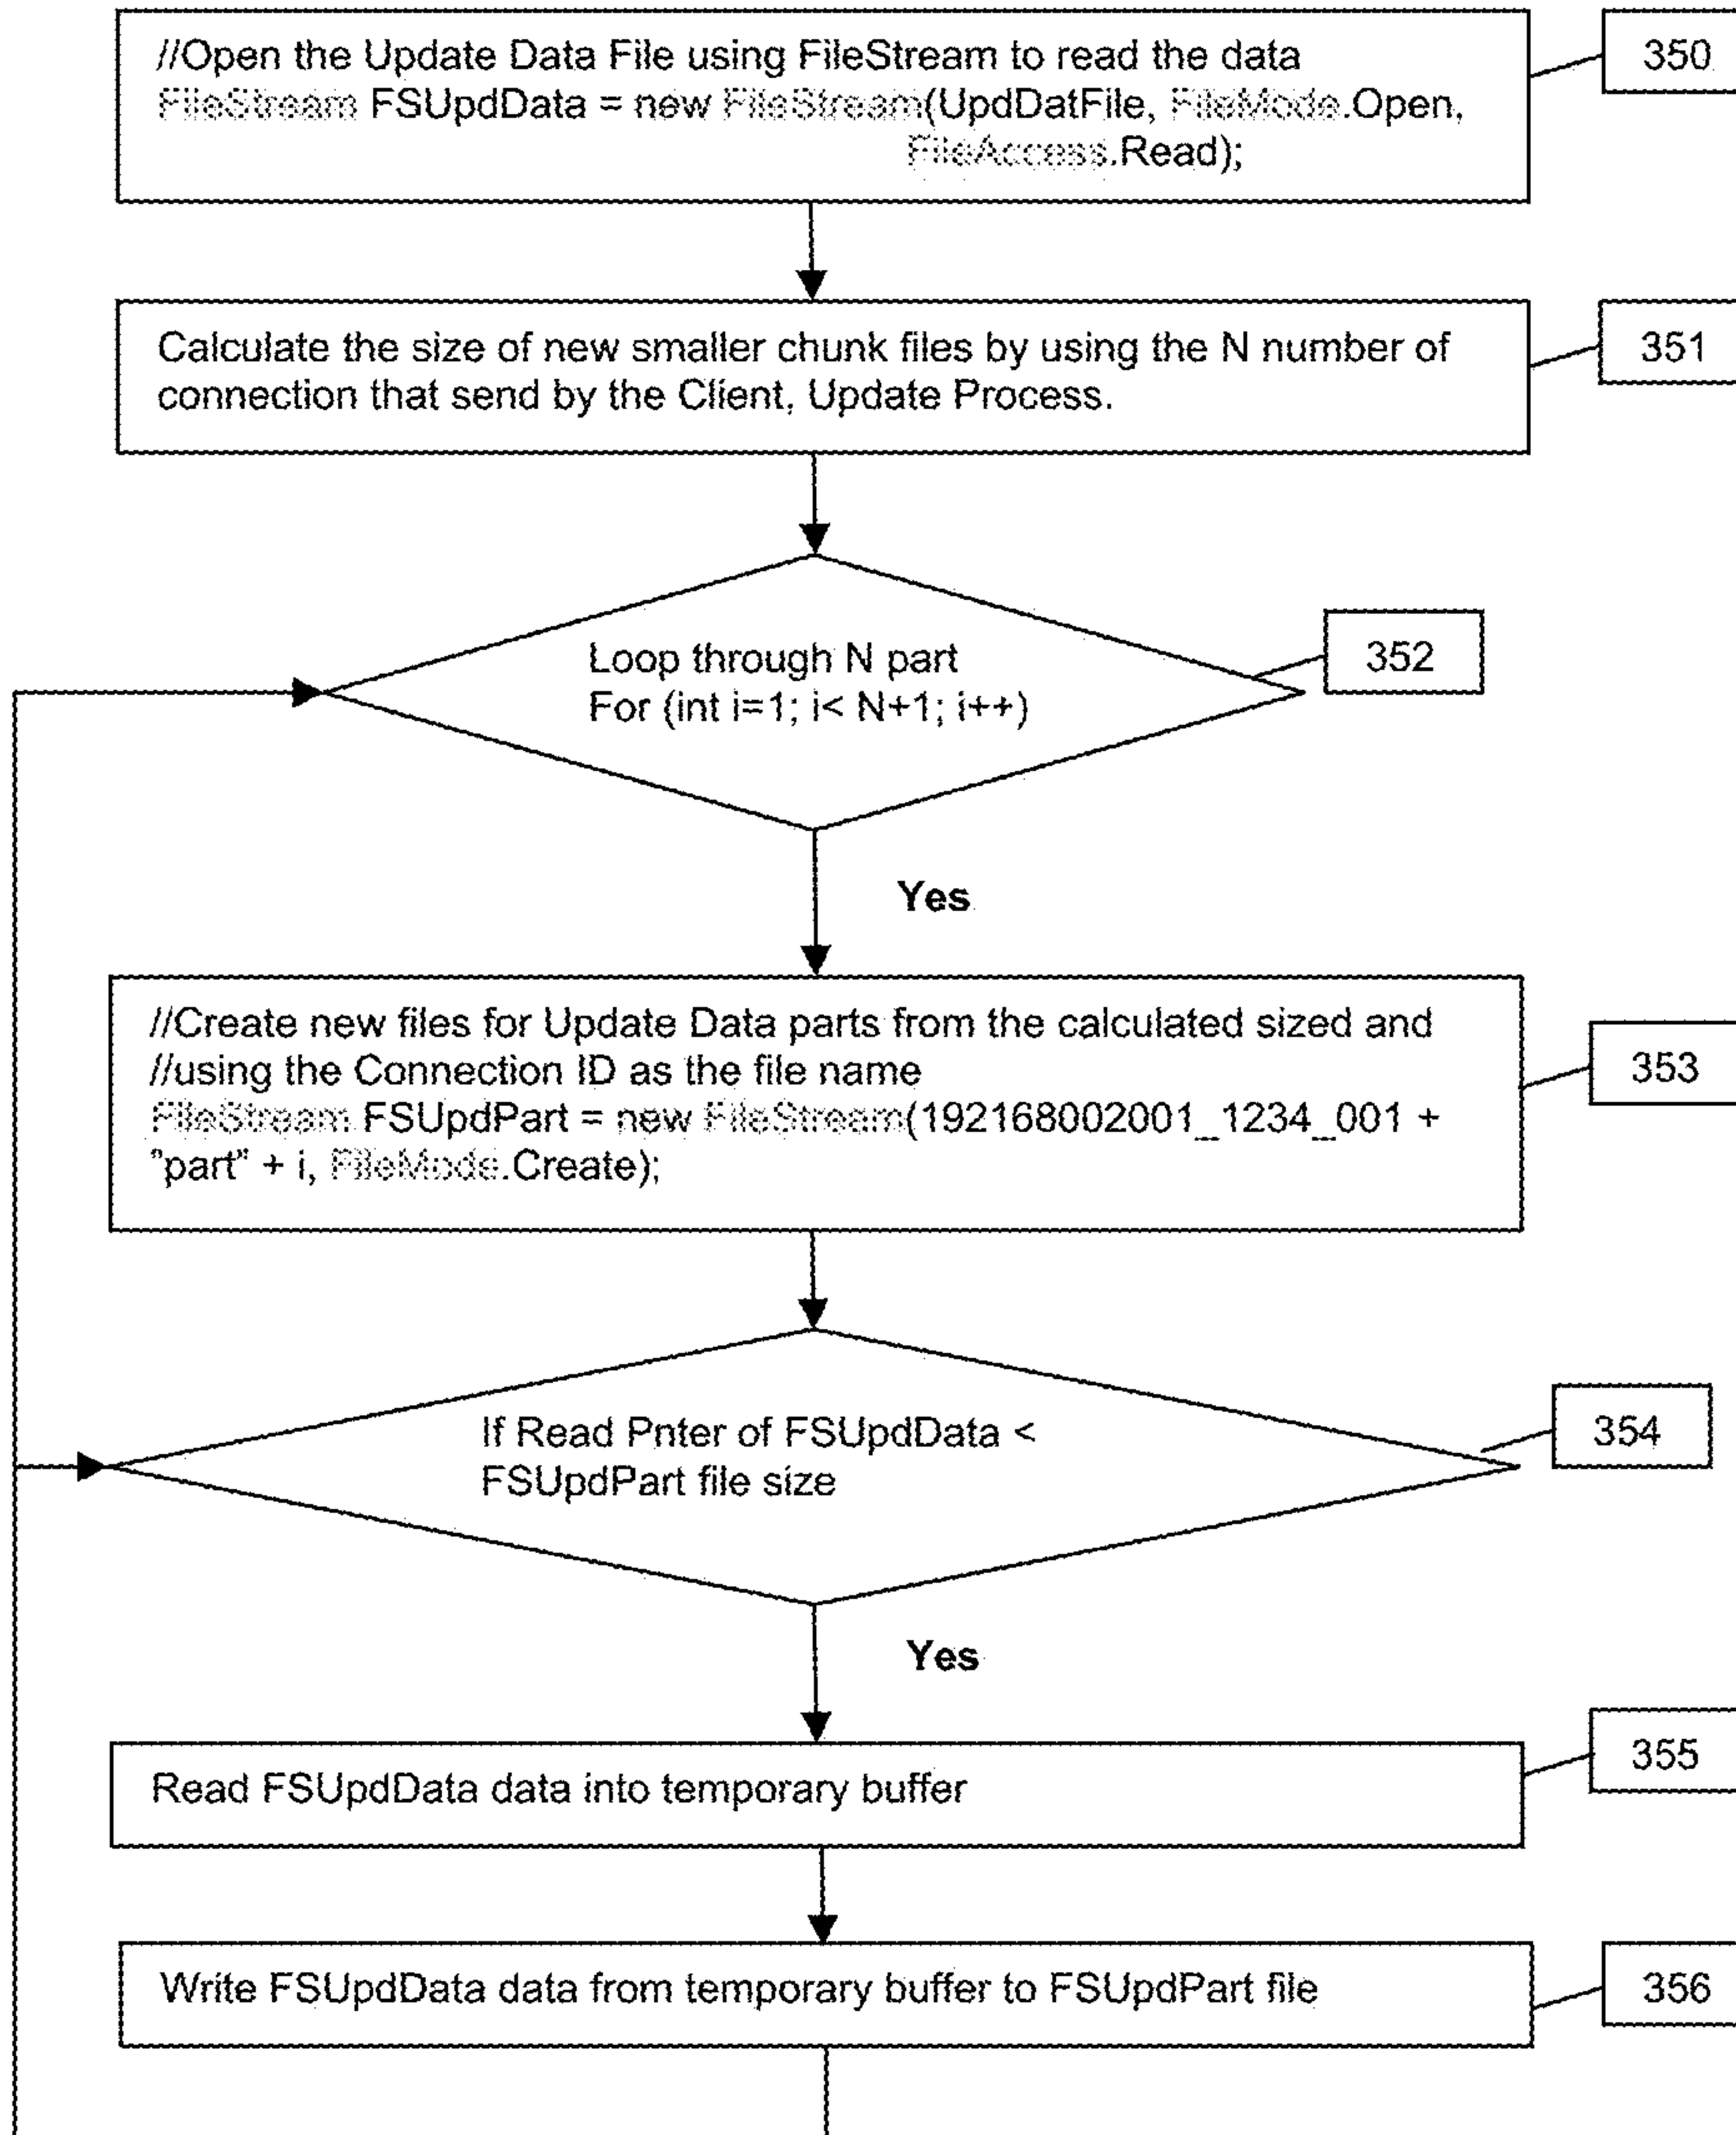 //Open the Update Data File using FileStream to read the data
FileStream FSUpdData = new FileStream(UpdDatFile, FileMode.Open,
FileAccess.Read);
350
Calculate the size of new smaller chunk files by using the N number of
connection that send by the Client, Update Process.
351
Loop through N part
For (int i=1; i< N+1; i++)
352
Yes
//Create new files for Update Data parts from the calculated sized and
//using the Connection ID as the file name
FileStream FSUpdPart = new FileStream(192168002001_1234_001 +
"part" + i, FileMode.Create);
353
If Read Pnter of FSUpdData <
FSUpdPart file size
354
Yes
Read FSUpdData data into temporary buffer
355
Write FSUpdData data from temporary buffer to FSUpdPart file
356